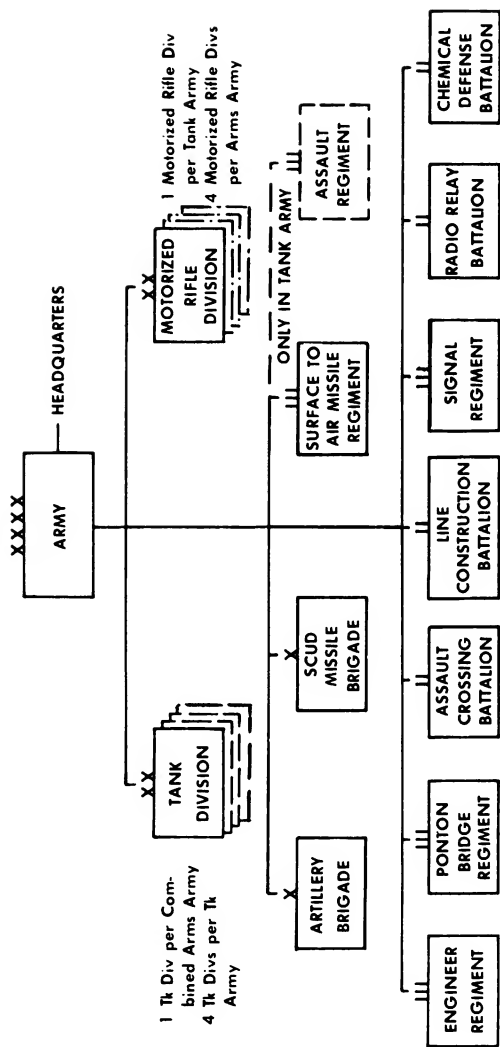 XXXX
ARMY
HEADQUARTERS
XX
TANK
DIVISION
1 Tk Div per Com-
bined Arms Army
4 Tk Divs per Tk
Army
XX
MOTORIZED
RIFLE
DIVISION
1 Motorized Rifle Div
per Tank Army
4 Motorized Rifle Divs
per Arms Army
X
ARTILLERY
BRIGADE
X
SCUD
MISSILE
BRIGADE
III
SURFACE TO
AIR MISSILE
REGIMENT
ONLY IN TANK ARMY
III
ASSAULT
REGIMENT
III
ENGINEER
REGIMENT
III
PONTON
BRIDGE
REGIMENT
II
ASSAULT
CROSSING
BATTALION
II
LINE
CONSTRUCTION
BATTALION
III
SIGNAL
REGIMENT
II
RADIO RELAY
BATTALION
II
CHEMICAL
DEFENSE
BATTALION